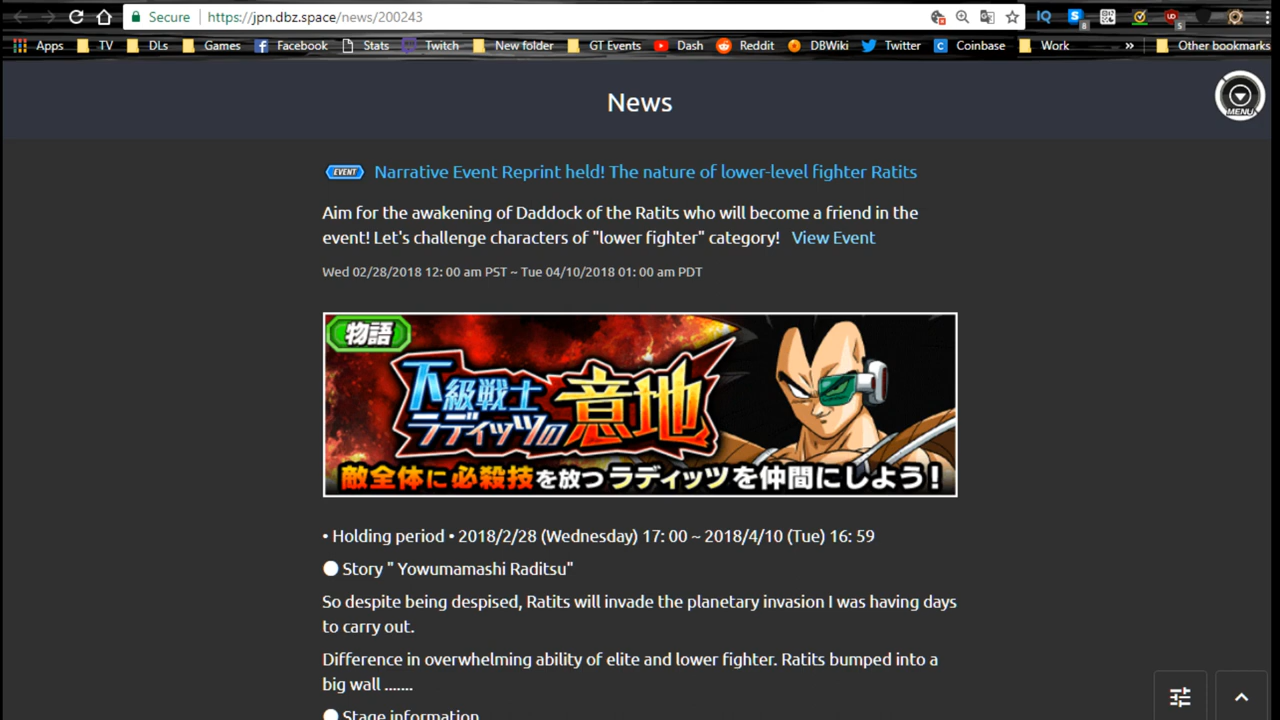 Secure
https://jpn.dbz.space/news/200243
Apps TV DLs Games Facebook Stats Twitch New folder GT Events Dash Reddit DBWiki Twitter Coinbase Work » Other bookmarks
News
MENU
EVENT Narrative Event Reprint held! The nature of lower-level fighter Ratits
Aim for the awakening of Daddock of the Ratits who will become a friend in the
event! Let's challenge characters of "lower fighter" category! View Event
Wed 02/28/2018 12: 00 am PST ~ Tue 04/10/2018 01: 00 am PDT
物語
下級戦士
ラディッツの意地
敵全体に必殺技を放つラディッツを仲間にしよう!
• Holding period • 2018/2/28 (Wednesday) 17: 00 ~ 2018/4/10 (Tue) 16: 59
● Story " Yowumamashi Raditsu"
So despite being despised, Ratits will invade the planetary invasion I was having days
to carry out.
Difference in overwhelming ability of elite and lower fighter. Ratits bumped into a
big wall .......
● Stage information